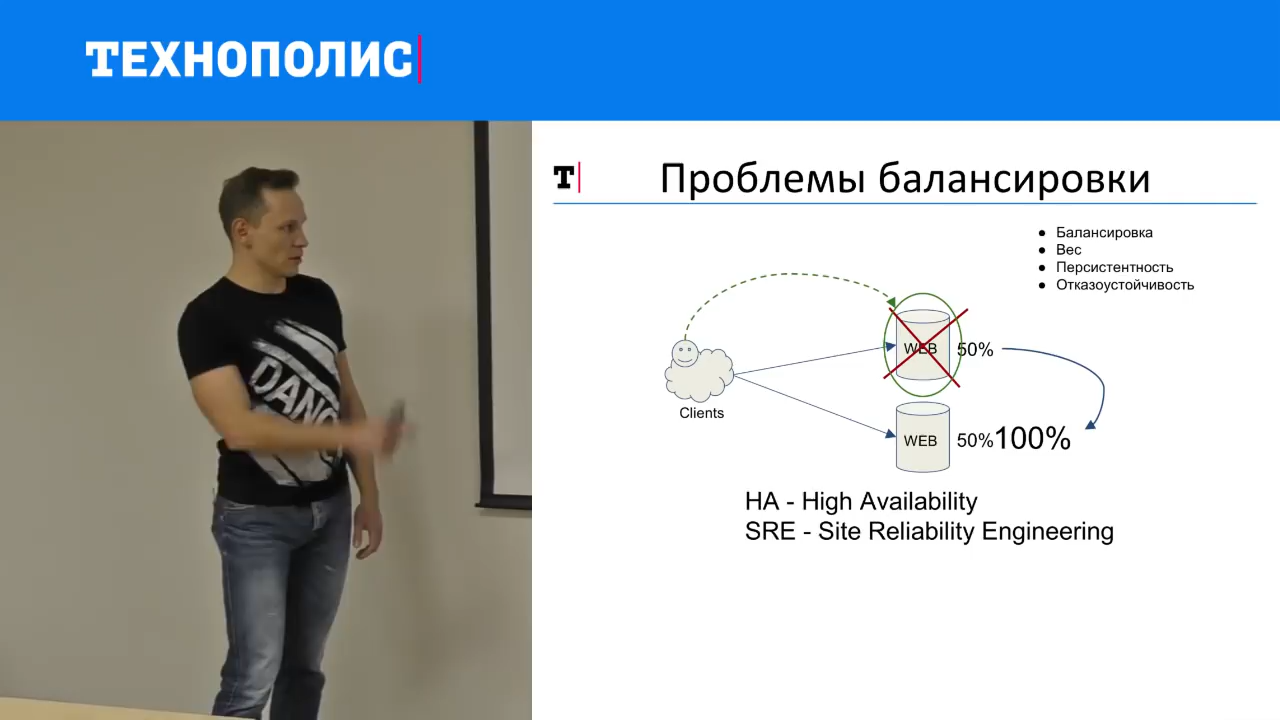 ТЕХНОПОЛИС
Т
Проблемы балансировки
● Балансировка
● Вес
● Персистентность
● Отказоустойчивость
WEB
50%
Clients
WEB
50%
100%
HA - High Availability
SRE - Site Reliability Engineering
DANC